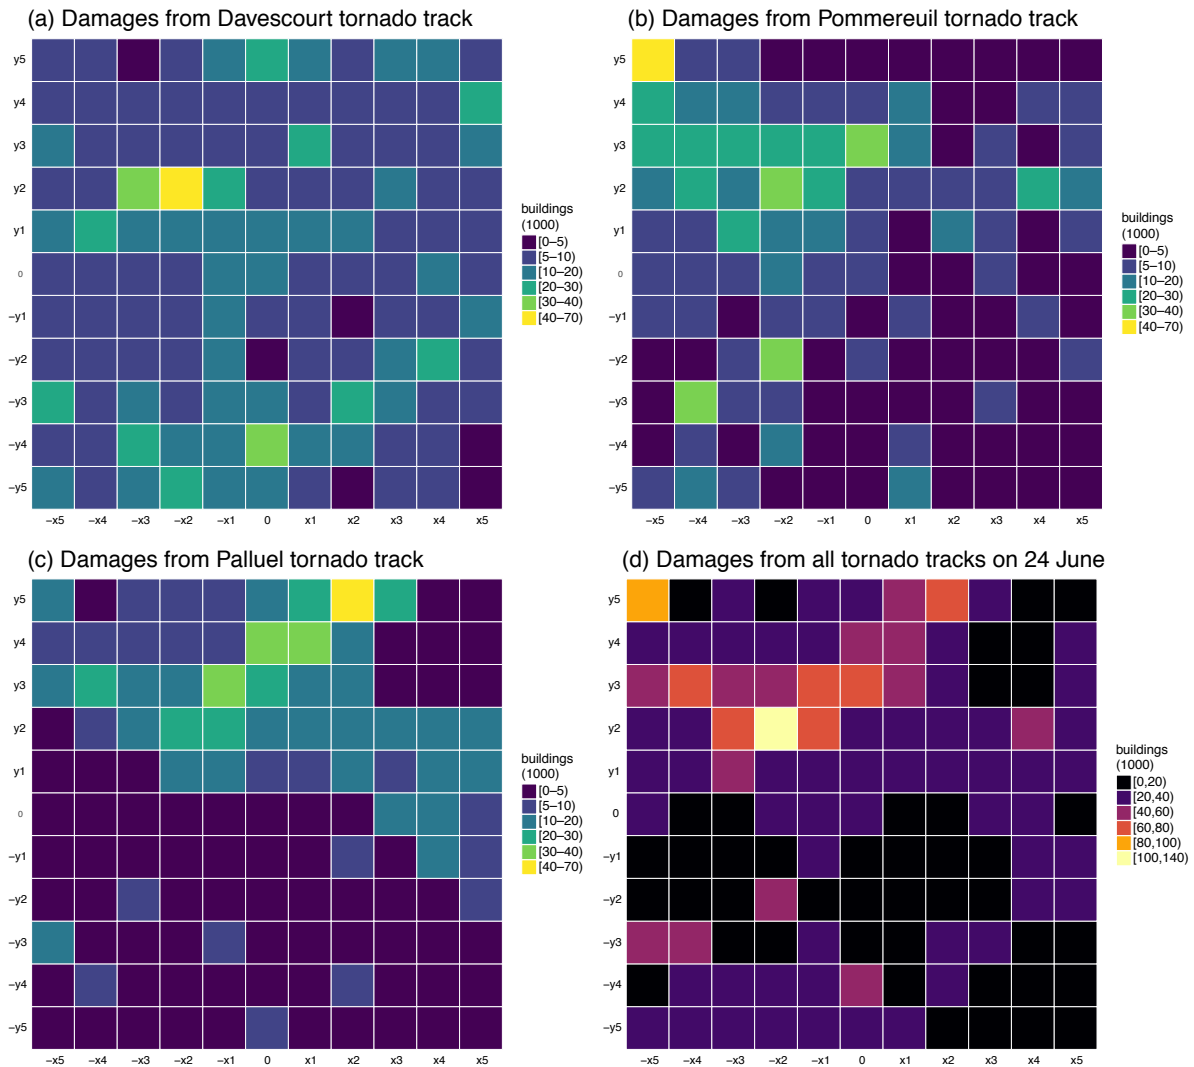 (a) Damages from Davescourt tornado track
y5
y4
y3
y2
y1
0
−y1
−y2
−y3
−y4
−y5
−x5 −x4 −x3 −x2 −x1 0 x1 x2 x3 x4 x5
buildings
(1000)
[0–5)
[5–10)
[10–20)
[20–30)
[30–40)
[40–70)
(b) Damages from Pommereuil tornado track
y5
y4
y3
y2
y1
0
−y1
−y2
−y3
−y4
−y5
−x5 −x4 −x3 −x2 −x1 0 x1 x2 x3 x4 x5
buildings
(1000)
[0–5)
[5–10)
[10–20)
[20–30)
[30–40)
[40–70)
(c) Damages from Palluel tornado track
y5
y4
y3
y2
y1
0
−y1
−y2
−y3
−y4
−y5
−x5 −x4 −x3 −x2 −x1 0 x1 x2 x3 x4 x5
buildings
(1000)
[0–5)
[5–10)
[10–20)
[20–30)
[30–40)
[40–70)
(d) Damages from all tornado tracks on 24 June
y5
y4
y3
y2
y1
0
−y1
−y2
−y3
−y4
−y5
−x5 −x4 −x3 −x2 −x1 0 x1 x2 x3 x4 x5
buildings
(1000)
[0,20)
[20,40)
[40,60)
[60,80)
[80,100)
[100,140)